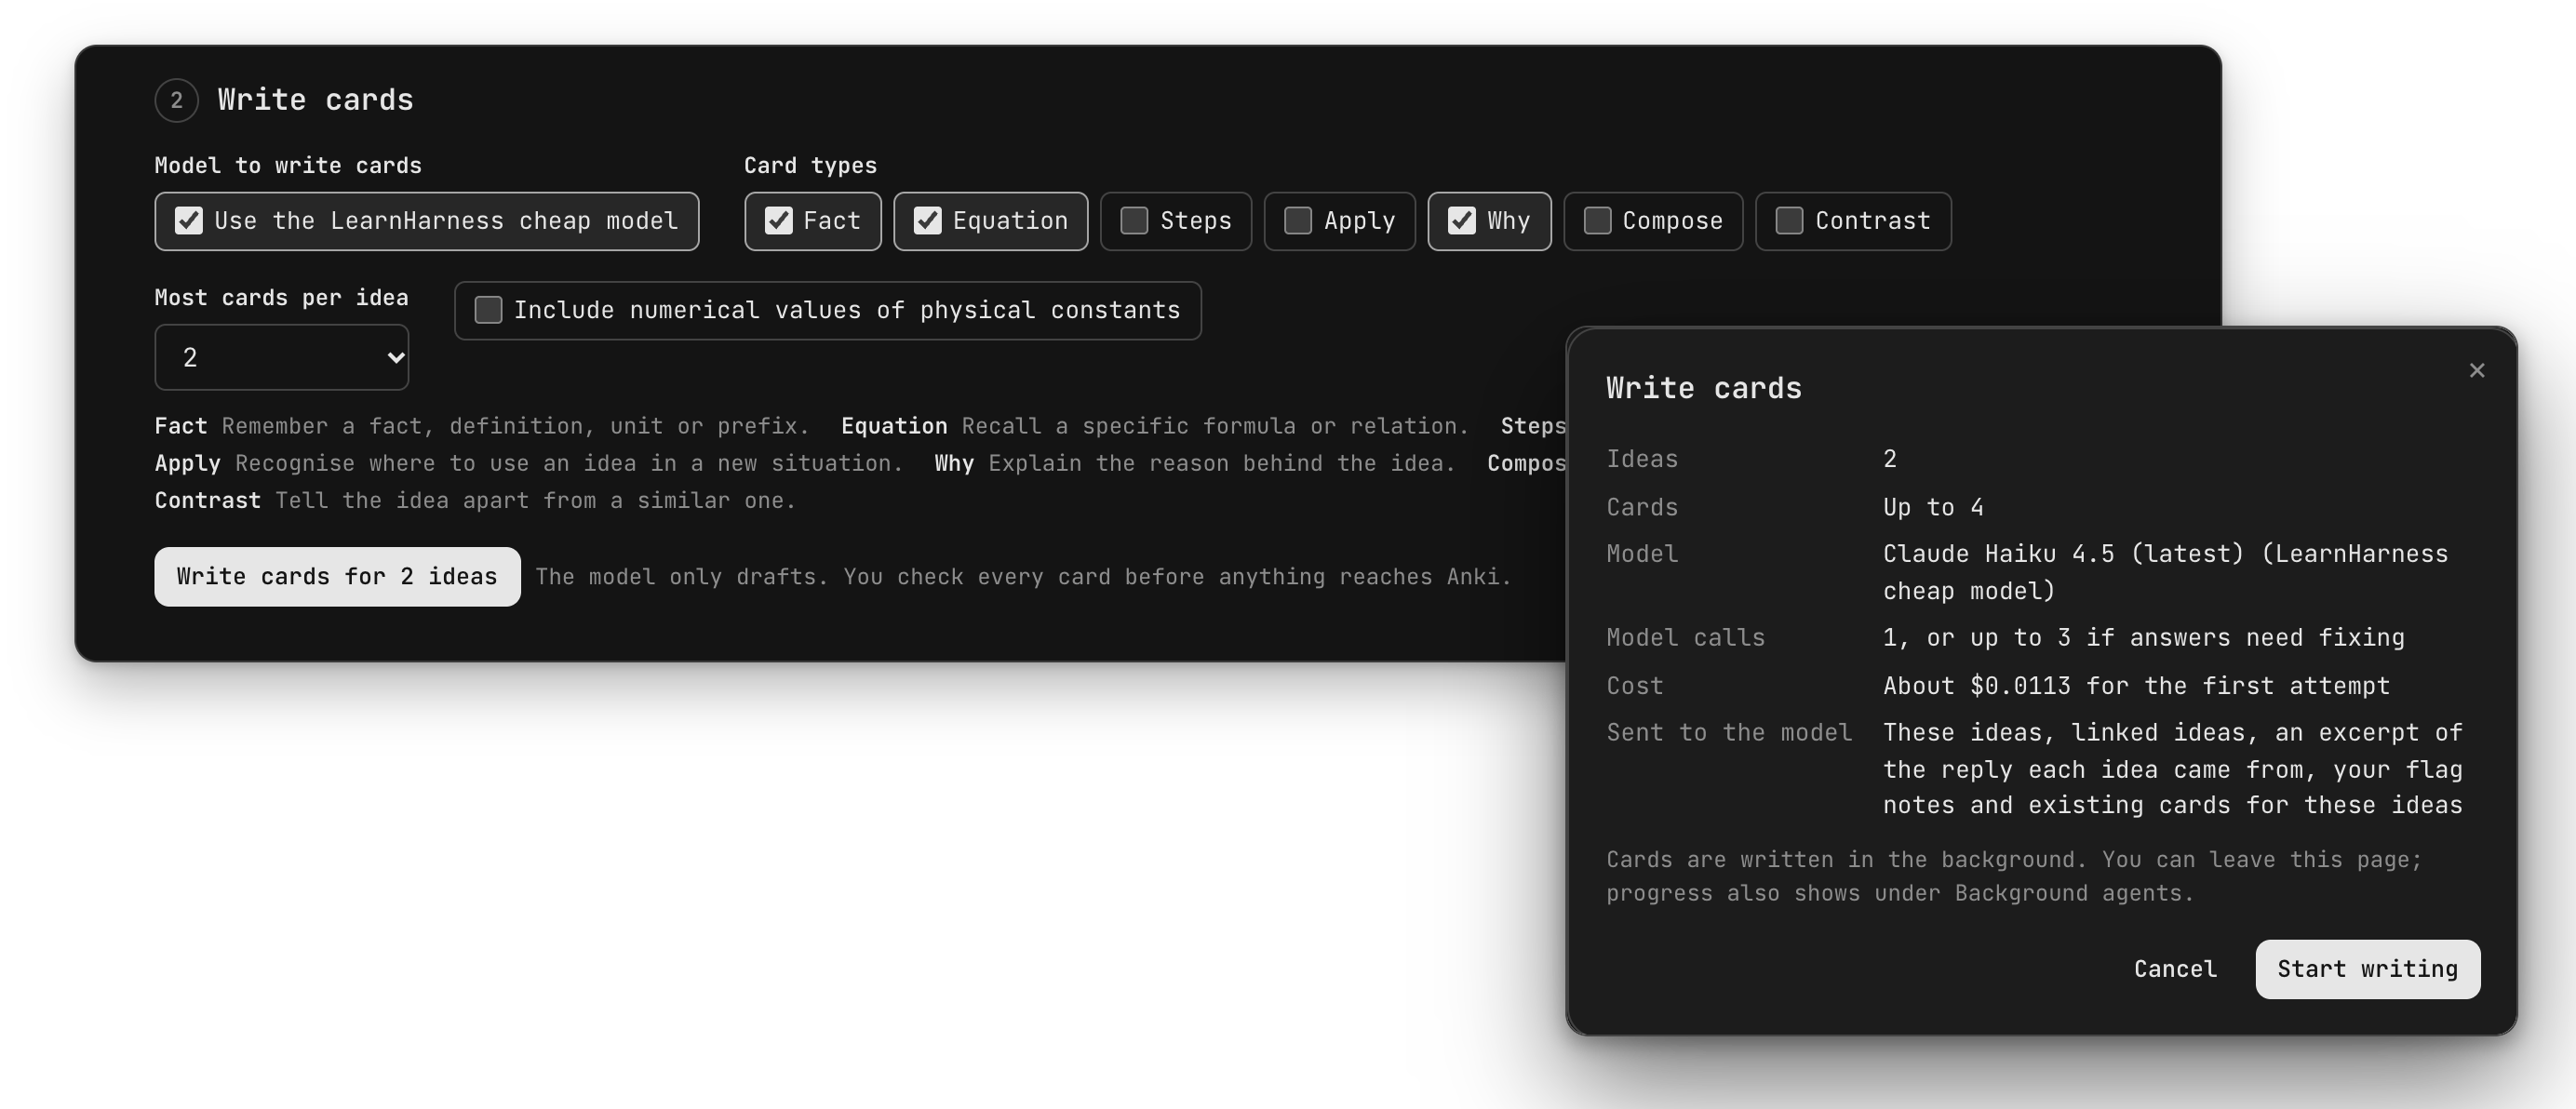 2 Write cards
Model to write cards
Use the LearnHarness cheap model
Card types
Fact Equation Steps Apply Why Compose Contrast
Most cards per idea
2
Include numerical values of physical constants
Fact Remember a fact, definition, unit or prefix. Equation Recall a specific formula or relation. Steps
Apply Recognise where to use an idea in a new situation. Why Explain the reason behind the idea. Compos
Contrast Tell the idea apart from a similar one.
Write cards for 2 ideas The model only drafts. You check every card before anything reaches Anki.
Write cards ×
Ideas 2
Cards Up to 4
Model Claude Haiku 4.5 (latest) (LearnHarness
cheap model)
Model calls 1, or up to 3 if answers need fixing
Cost About $0.0113 for the first attempt
Sent to the model These ideas, linked ideas, an excerpt of
the reply each idea came from, your flag
notes and existing cards for these ideas
Cards are written in the background. You can leave this page;
progress also shows under Background agents.
Cancel Start writing